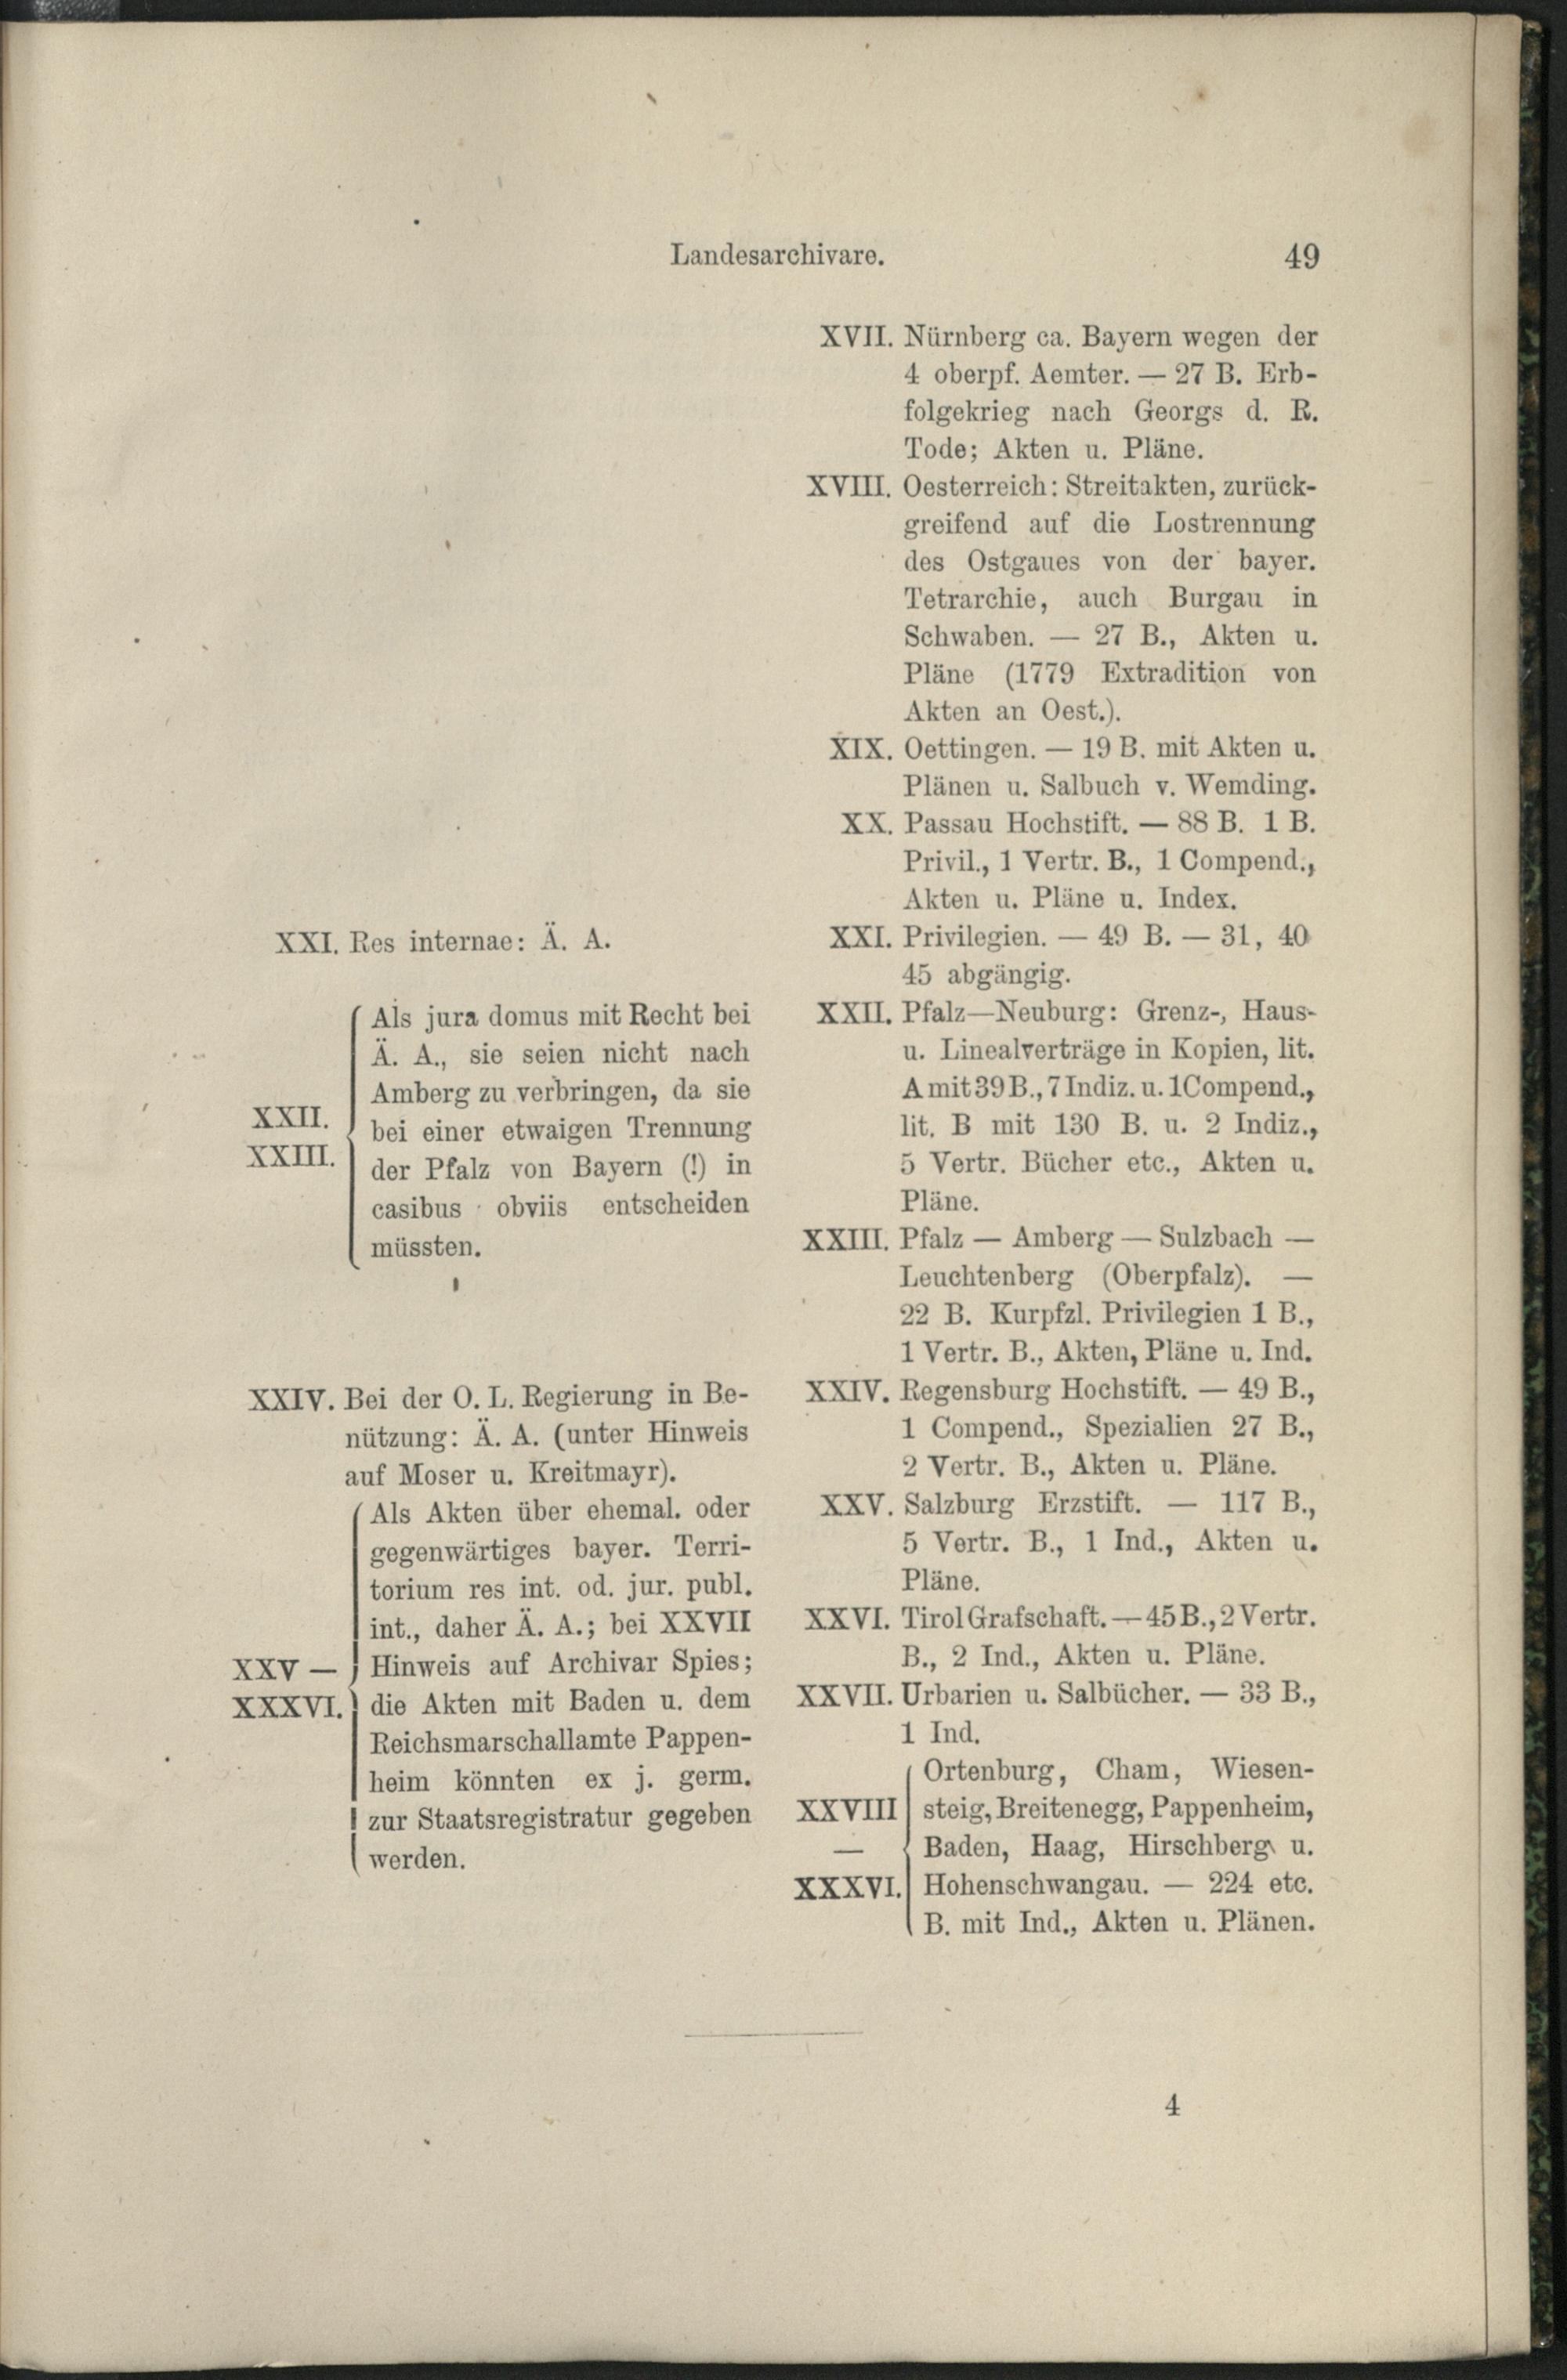 Landesarchivare. 49
XXI. Res internae: Ä. A.
Als jura domus mit Recht bei
Ä. A., sie seien nicht nach
Amberg zu verbringen, da sie
XXII. bei einer etwaigen Trennung
XXIII. der Pfalz von Bayern (!) in
casibus obviis entscheiden
müssten.
XXIV. Bei der O. L. Regierung in Be-
nützung: Ä. A. (unter Hinweis
auf Moser u. Kreitmayr).
Als Akten über ehemal. oder
gegenwärtiges bayer. Terri-
torium res int. od. jur. publ.
int., daher Ä. A.; bei XXVII
XXV — Hinweis auf Archivar Spies;
XXXVI. die Akten mit Baden u. dem
Reichsmarschallamte Pappen-
heim könnten ex j. germ.
zur Staatsregistratur gegeben
werden.
XVII. Nürnberg ca. Bayern wegen der
4 oberpf. Aemter. — 27 B. Erb-
folgekrieg nach Georgs d. R.
Tode; Akten u. Pläne.
XVIII. Oesterreich: Streitakten, zurück-
greifend auf die Lostrennung
des Ostgaues von der bayer.
Tetrarchie, auch Burgau in
Schwaben. — 27 B., Akten u.
Pläne (1779 Extradition von
Akten an Oest.).
XIX. Oettingen. — 19 B. mit Akten u.
Plänen u. Salbuch v. Wemding.
XX. Passau Hochstift. — 88 B. 1 B.
Privil., 1 Vertr. B., 1 Compend.,
Akten u. Pläne u. Index.
XXI. Privilegien. — 49 B. — 31, 40
45 abgängig.
XXII. Pfalz—Neuburg: Grenz-, Haus-
u. Linealverträge in Kopien, lit.
A mit 39 B., 7 Indiz. u. 1 Compend.,
lit. B mit 130 B. u. 2 Indiz.,
5 Vertr. Bücher etc., Akten u.
Pläne.
XXIII. Pfalz — Amberg — Sulzbach —
Leuchtenberg (Oberpfalz). —
22 B. Kurpfzl. Privilegien 1 B.,
1 Vertr. B., Akten, Pläne u. Ind.
XXIV. Regensburg Hochstift. — 49 B.,
1 Compend., Spezialien 27 B.,
2 Vertr. B., Akten u. Pläne.
XXV. Salzburg Erzstift. — 117 B.,
5 Vertr. B., 1 Ind., Akten u.
Pläne.
XXVI. Tirol Grafschaft. — 45 B., 2 Vertr.
B., 2 Ind., Akten u. Pläne.
XXVII. Urbarien u. Salbücher. — 33 B.,
1 Ind.
Ortenburg, Cham, Wiesen-
XXVIII steig, Breitenegg, Pappenheim,
— Baden, Haag, Hirschberg u.
XXXVI. Hohenschwangau. — 224 etc.
B. mit Ind., Akten u. Plänen.
4